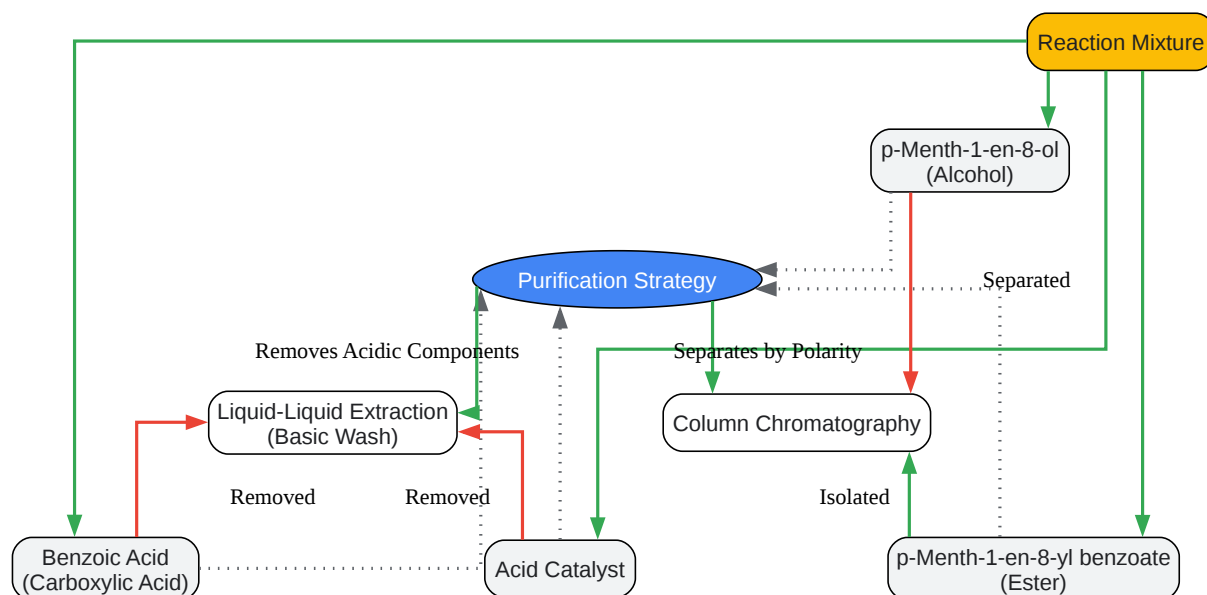 Reaction Mixture
p-Menth-1-en-8-ol
(Alcohol)
Purification Strategy
Separated
Removes Acidic Components
Separates by Polarity
Liquid-Liquid Extraction
(Basic Wash)
Column Chromatography
Removed
Removed
Isolated
Benzoic Acid
(Carboxylic Acid)
Acid Catalyst
p-Menth-1-en-8-yl benzoate
(Ester)